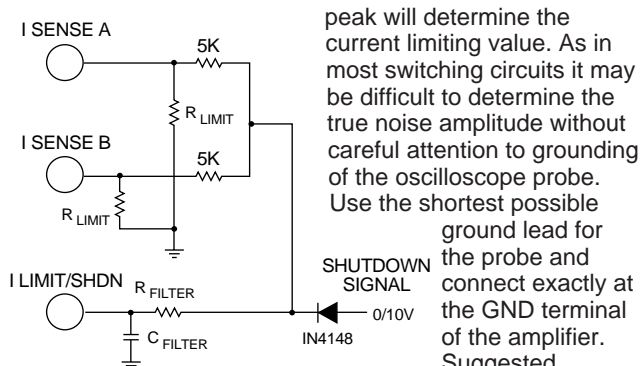 I SENSE A
5K
R LIMIT
I SENSE B
5K
R LIMIT
I LIMIT/SHDN
R FILTER
C FILTER
SHUTDOWN
SIGNAL
0/10V
IN4148
peak will determine the
current limiting value. As in
most switching circuits it may
be difficult to determine the
true noise amplitude without
careful attention to grounding
of the oscilloscope probe.
Use the shortest possible
ground lead for
the probe and
connect exactly at
the GND terminal
of the amplifier.
Suggested